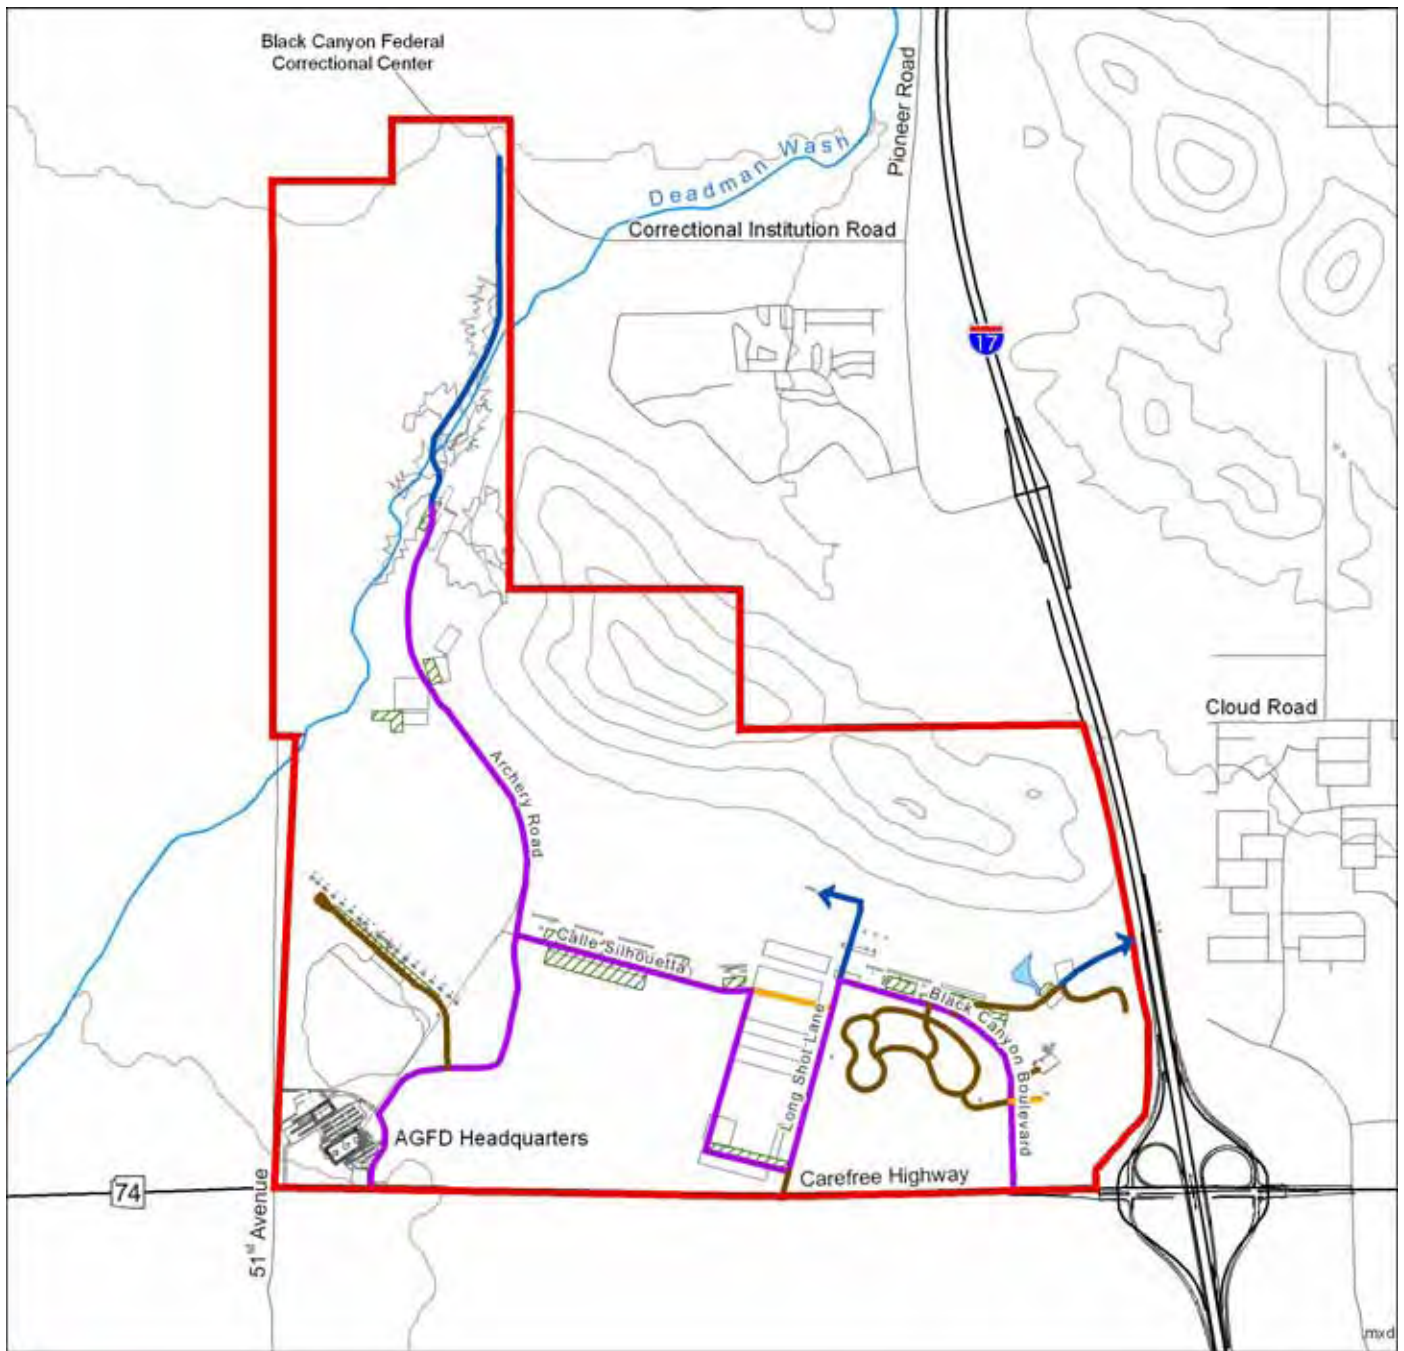 Black Canyon Federal
Correctional Center
Pioneer Road
Deadman Wash
Correctional Institution Road
17
Cloud Road
Archery Road
Calle Silhouetta
Long Shot Lane
Black Canyon Boulevard
AGFD Headquarters
Carefree Highway
74
51st Avenue
mxd